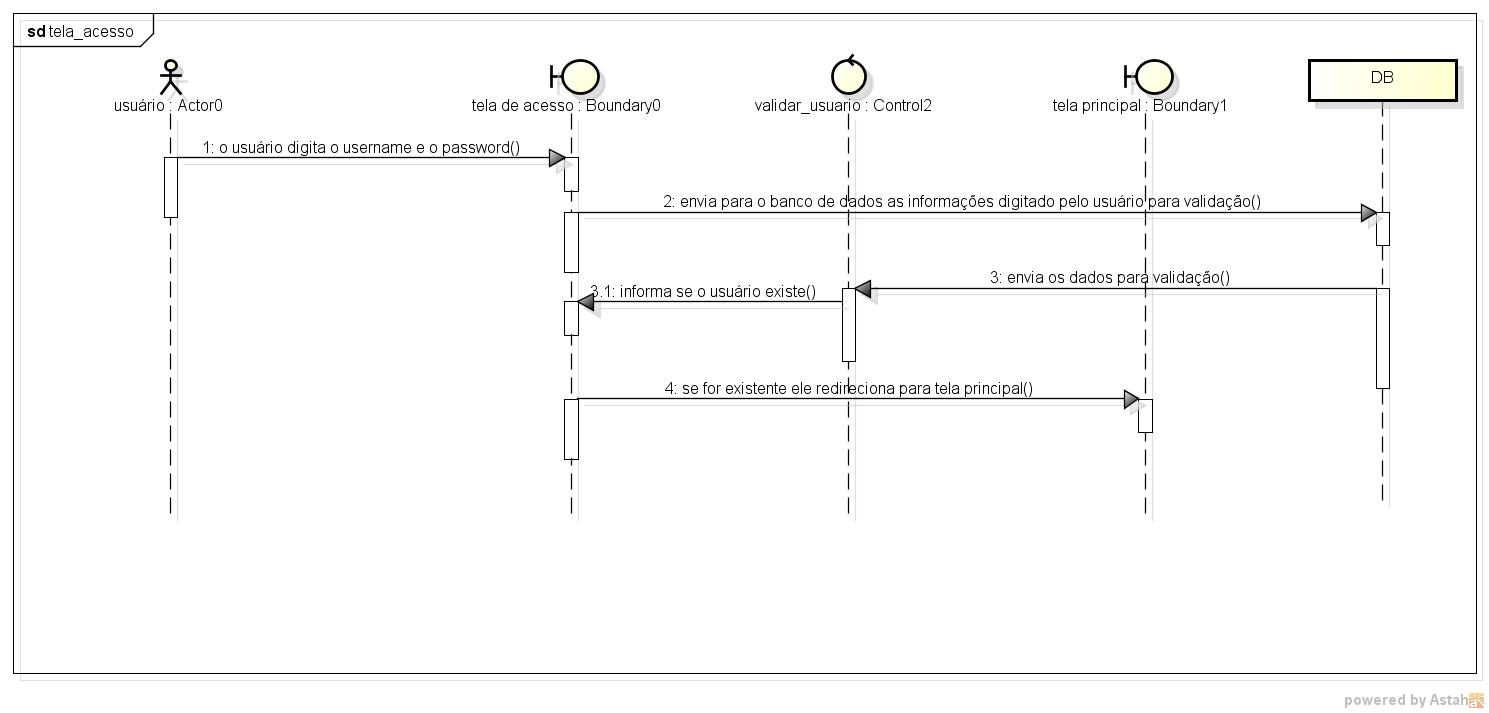 sd tela_acesso
usuário : Actor0
tela de acesso : Boundary0
validar_usuario : Control2
tela principal : Boundary1
DB
1: o usuário digita o username e o password()
2: envia para o banco de dados as informações digitado pelo usuário para validação()
3: envia os dados para validação()
3.1: informa se o usuário existe()
4: se for existente ele redireciona para tela principal()
powered by Astah